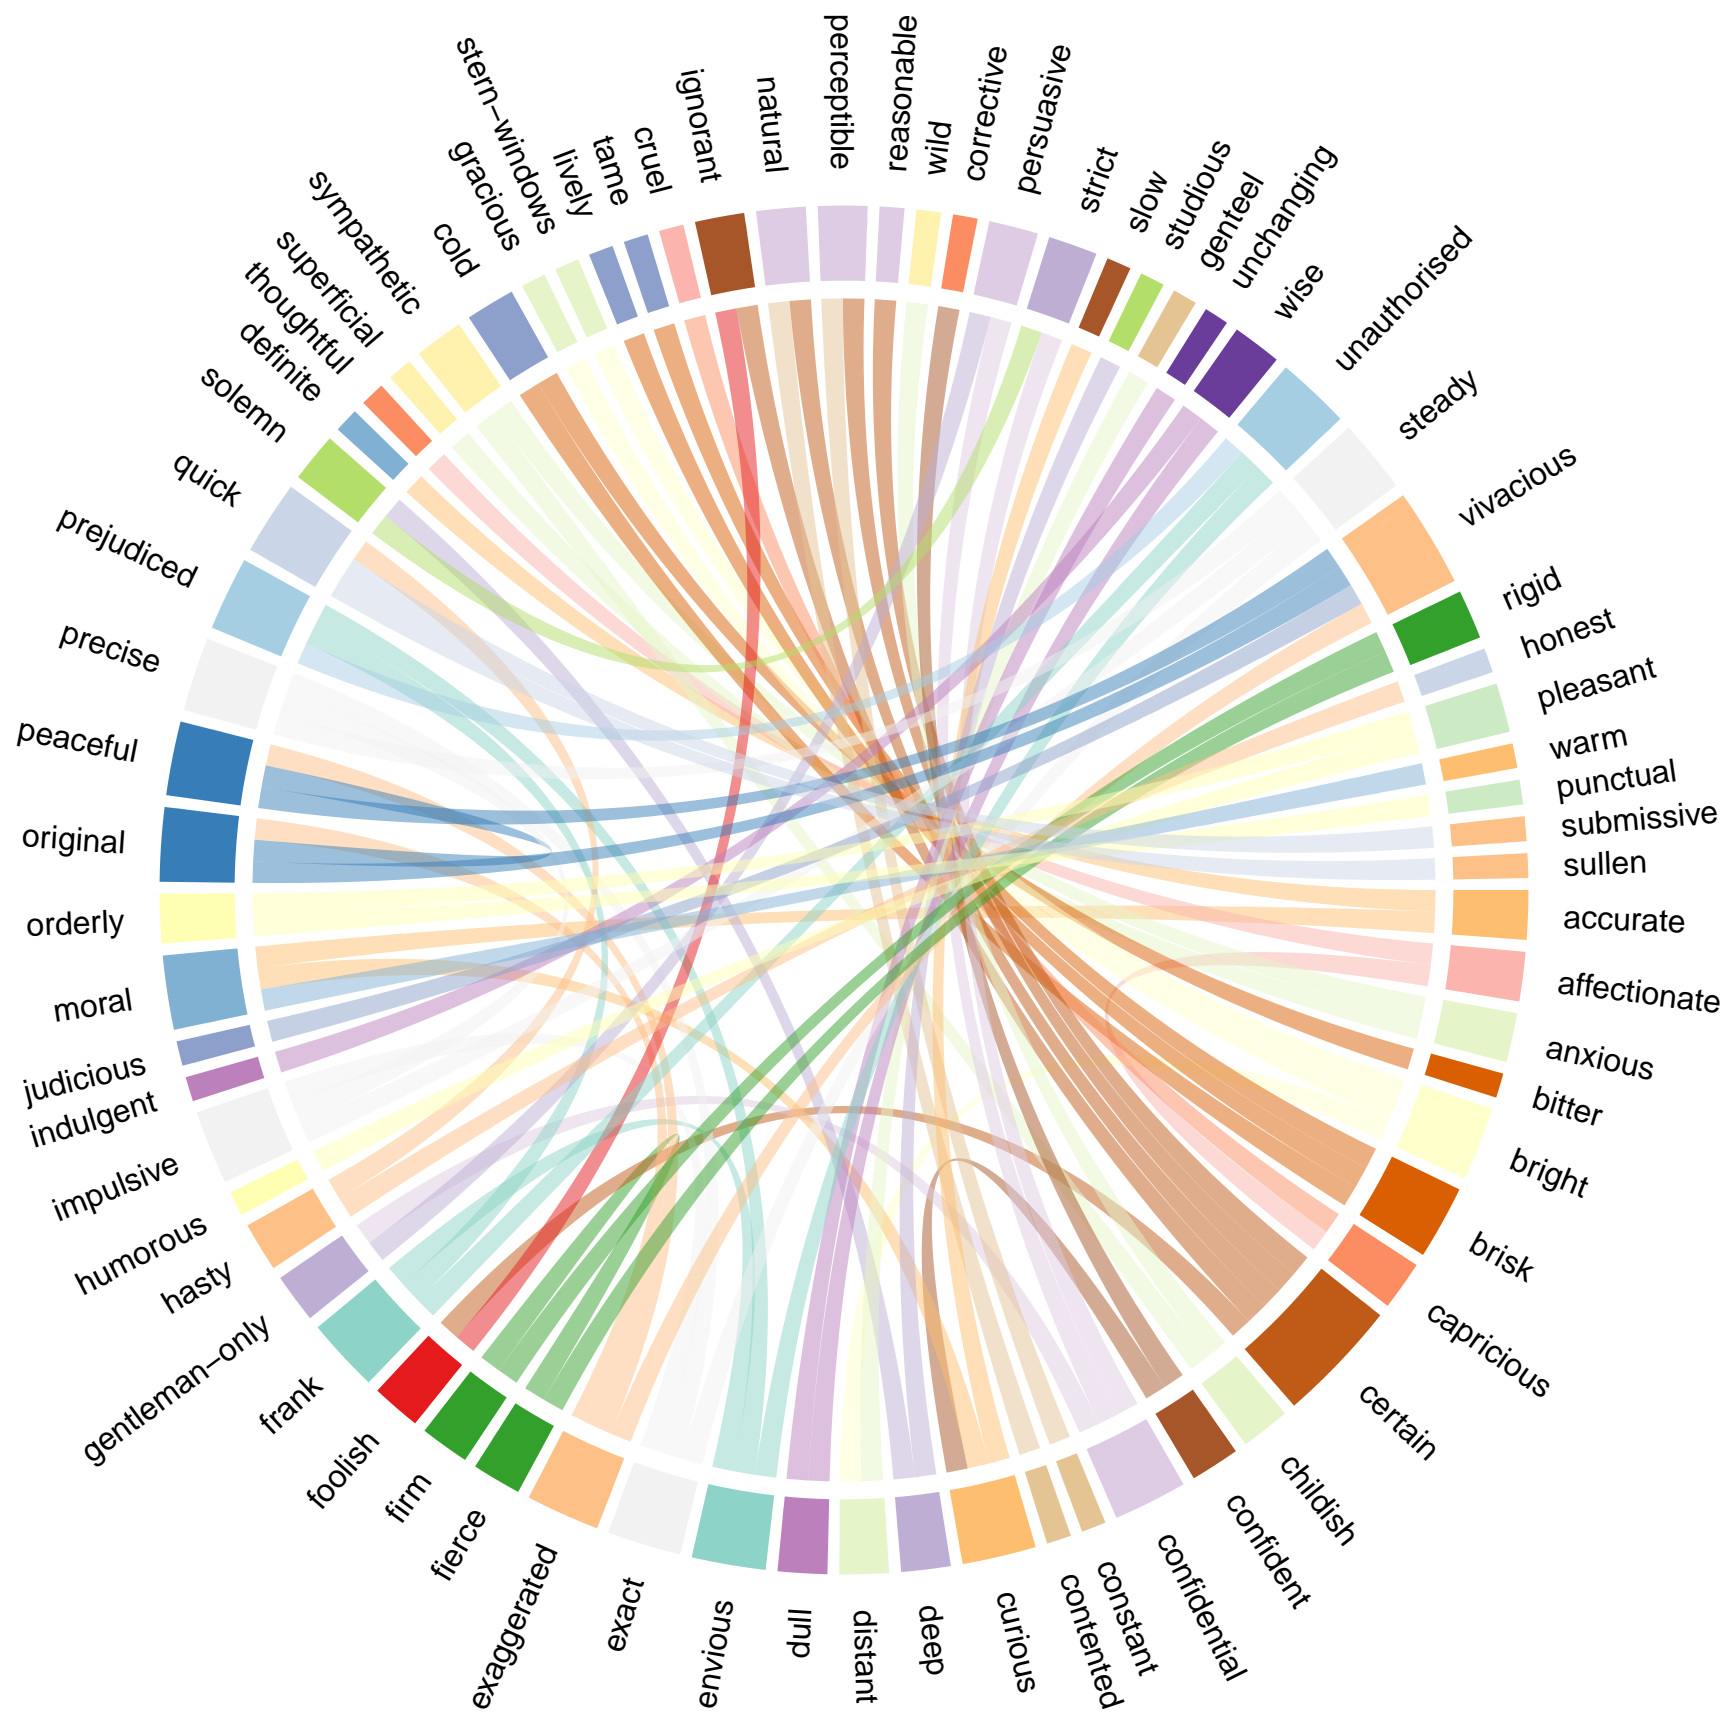 perceptible
reasonable
wild
corrective
persuasive
strict
slow
studious
genteel
unchanging
wise
unauthorised
steady
vivacious
rigid
honest
pleasant
warm
punctual
submissive
sullen
accurate
affectionate
anxious
bitter
bright
brisk
capricious
certain
childish
confident
confidential
constant
contented
curious
deep
distant
dull
envious
exact
exaggerated
fierce
firm
foolish
frank
gentleman−only
hasty
humorous
impulsive
indulgent
judicious
moral
orderly
original
peaceful
precise
prejudiced
quick
solemn
definite
thoughtful
superficial
sympathetic
cold
gracious
stern−windows
lively
tame
cruel
ignorant
natural